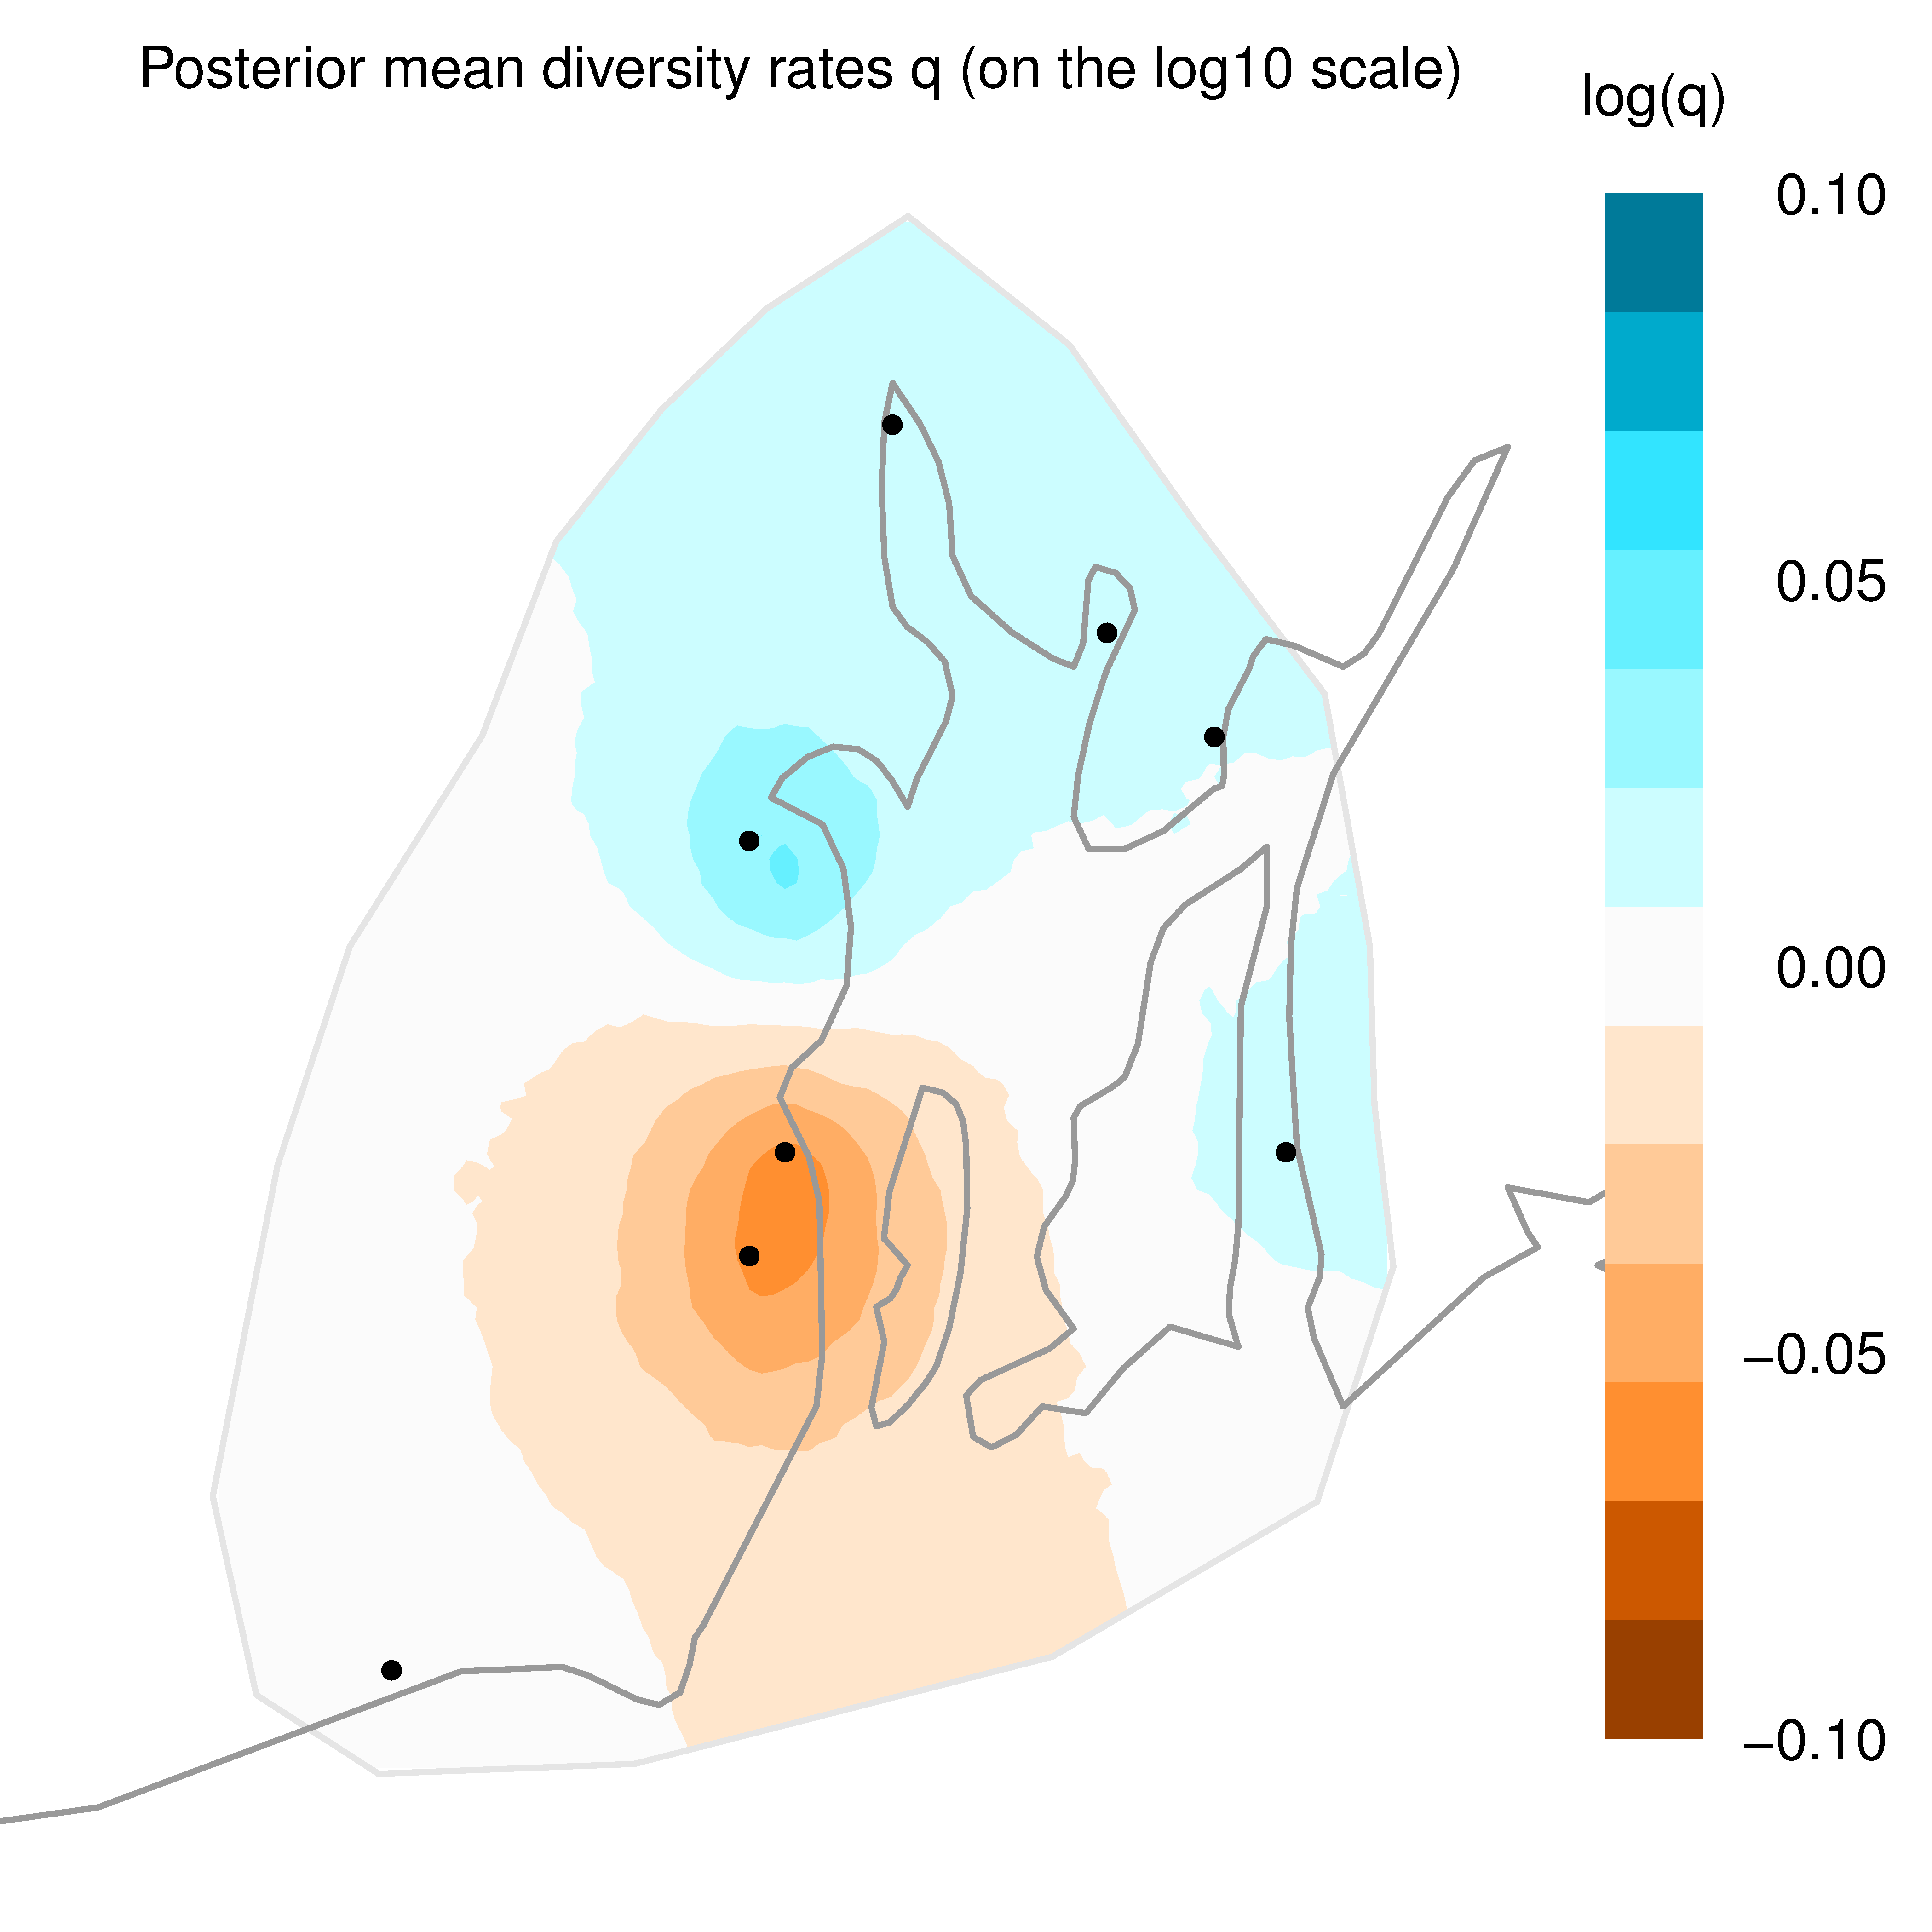 Posterior mean diversity rates q (on the log10 scale)
log(q)
0.10
0.05
0.00
−0.05
−0.10